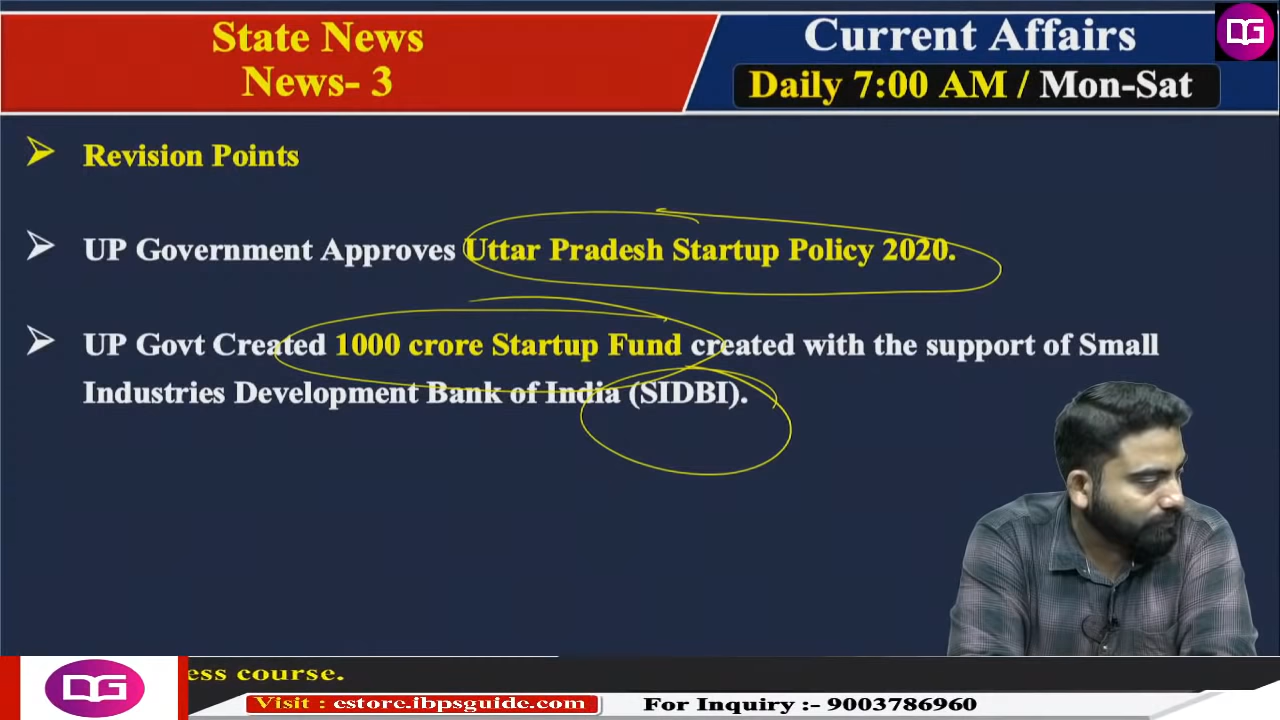 State News
News- 3
Current Affairs
Daily 7:00 AM / Mon-Sat
DG
Revision Points
UP Government Approves Uttar Pradesh Startup Policy 2020.
UP Govt Created 1000 crore Startup Fund created with the support of Small
Industries Development Bank of India (SIDBI).
ess course.
DG
Visit : estore.ibpsguide.com
For Inquiry :- 9003786960